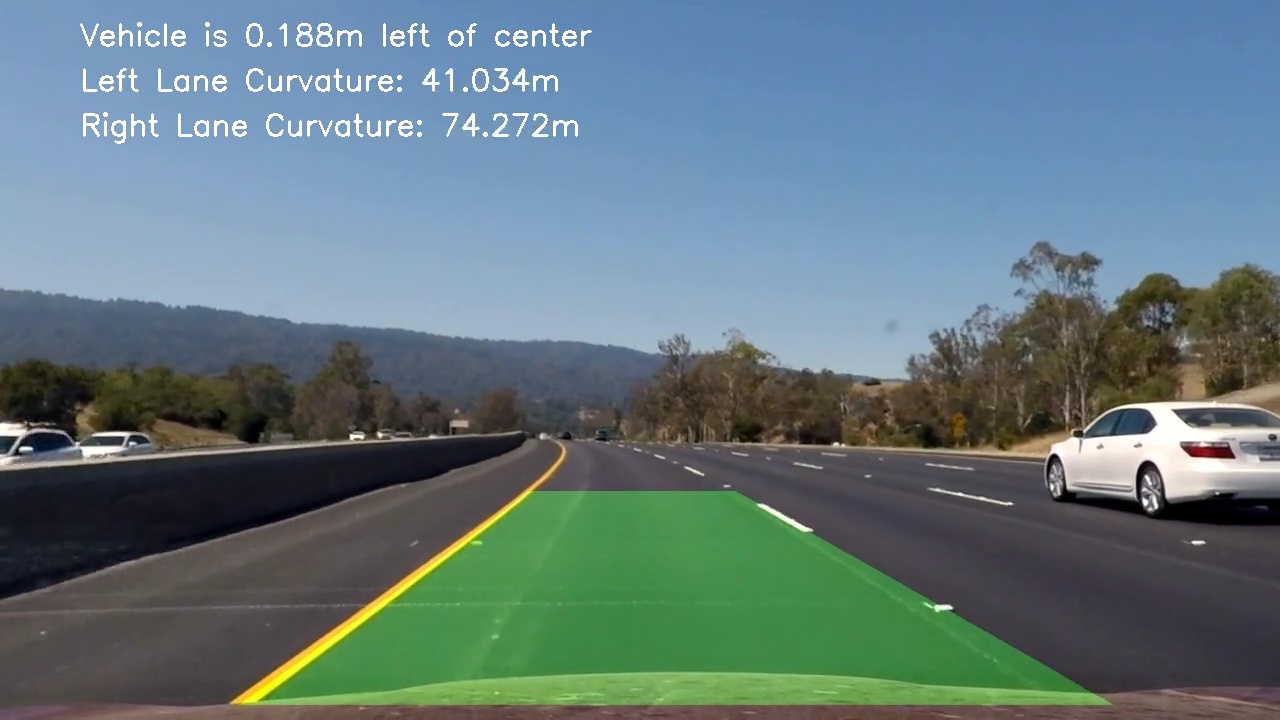 Vehicle is 0.188m left of center
Left Lane Curvature: 41.034m
Right Lane Curvature: 74.272m